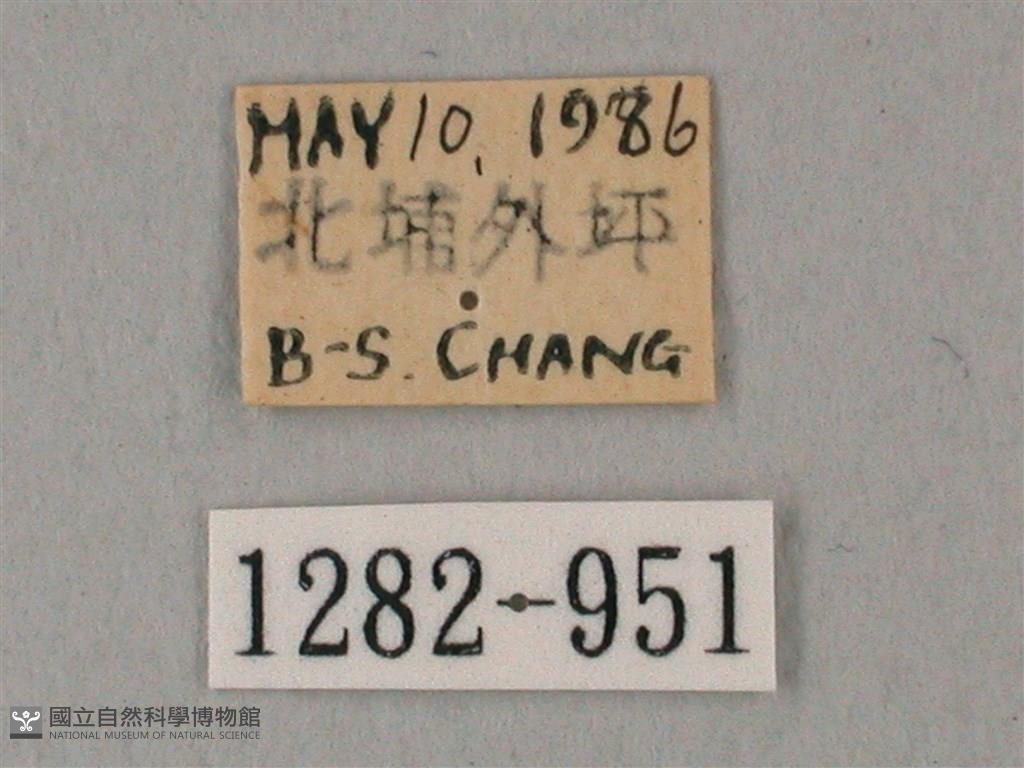 MAY 10, 1986
北埔外坪
B-S. CHANG
1282-951
國立自然科學博物館
NATIONAL MUSEUM OF NATURAL SCIENCE